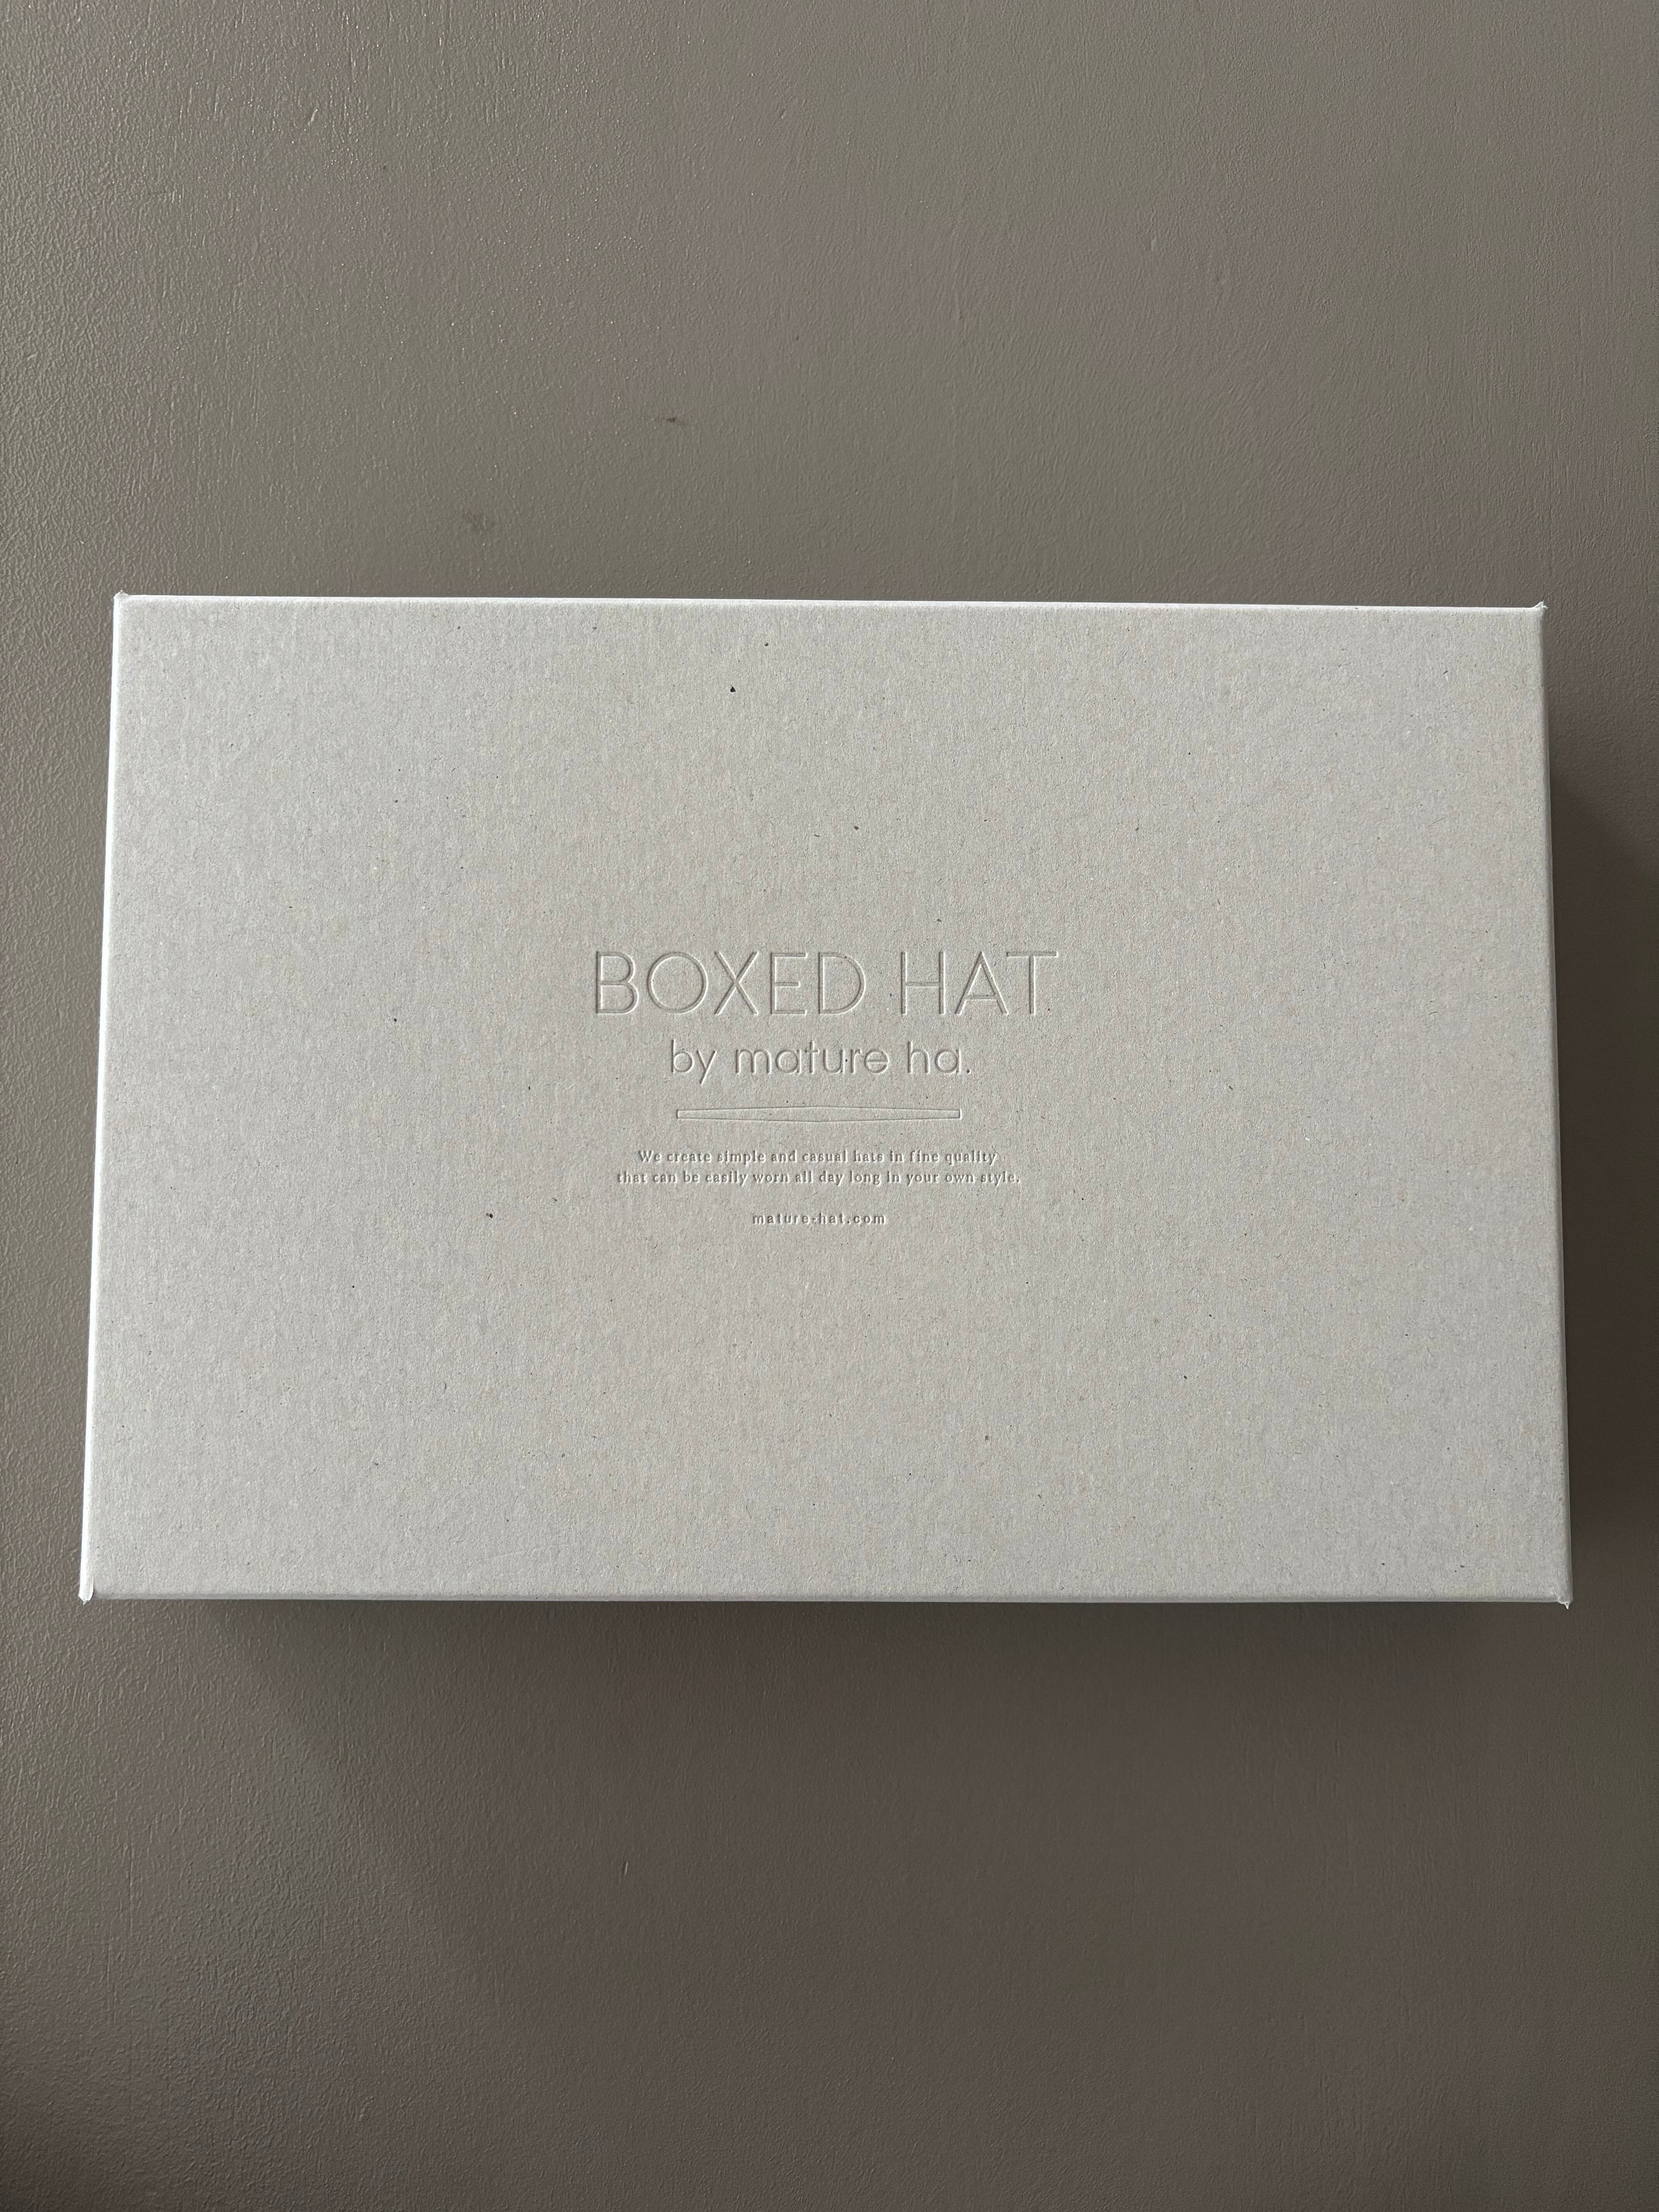 BOXED HAT
by mature ha.
We create simple and casual hats in fine quality
that can be easily worn all day long in your own style.
mature-hat.com